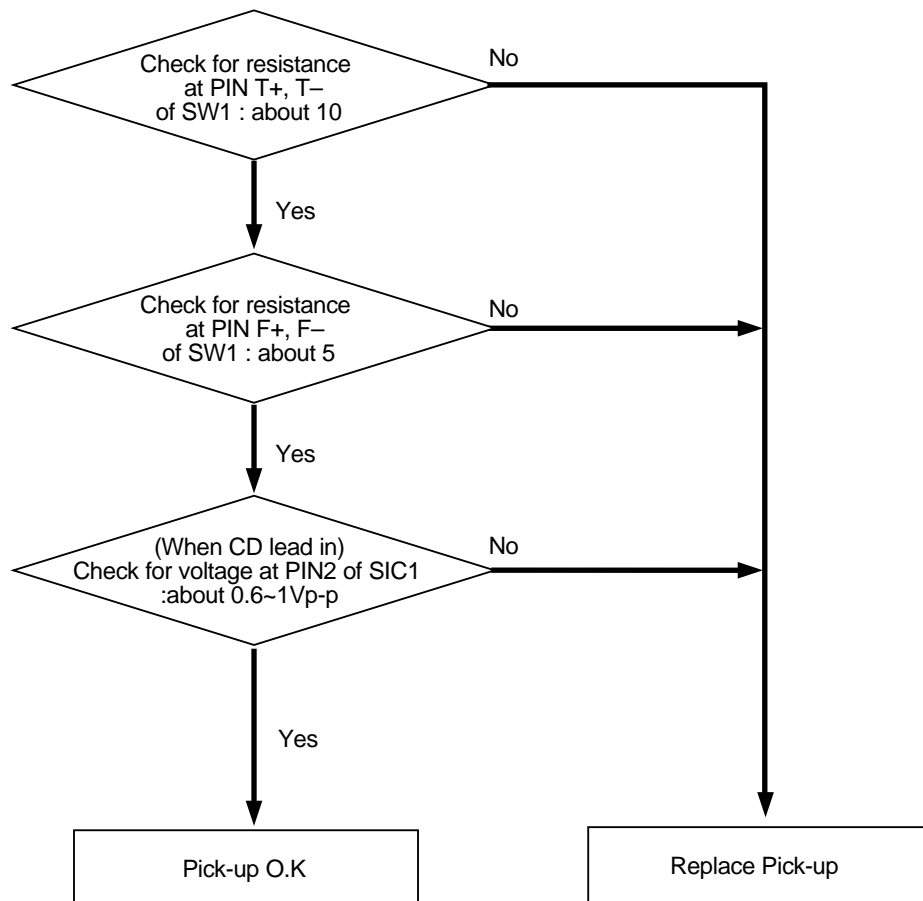 Check for resistance
at PIN T+, T–
of SW1 : about 10
No
Yes
Check for resistance
at PIN F+, F–
of SW1 : about 5
No
Yes
(When CD lead in)
Check for voltage at PIN2 of SIC1
:about 0.6~1Vp-p
No
Yes
Pick-up O.K
Replace Pick-up